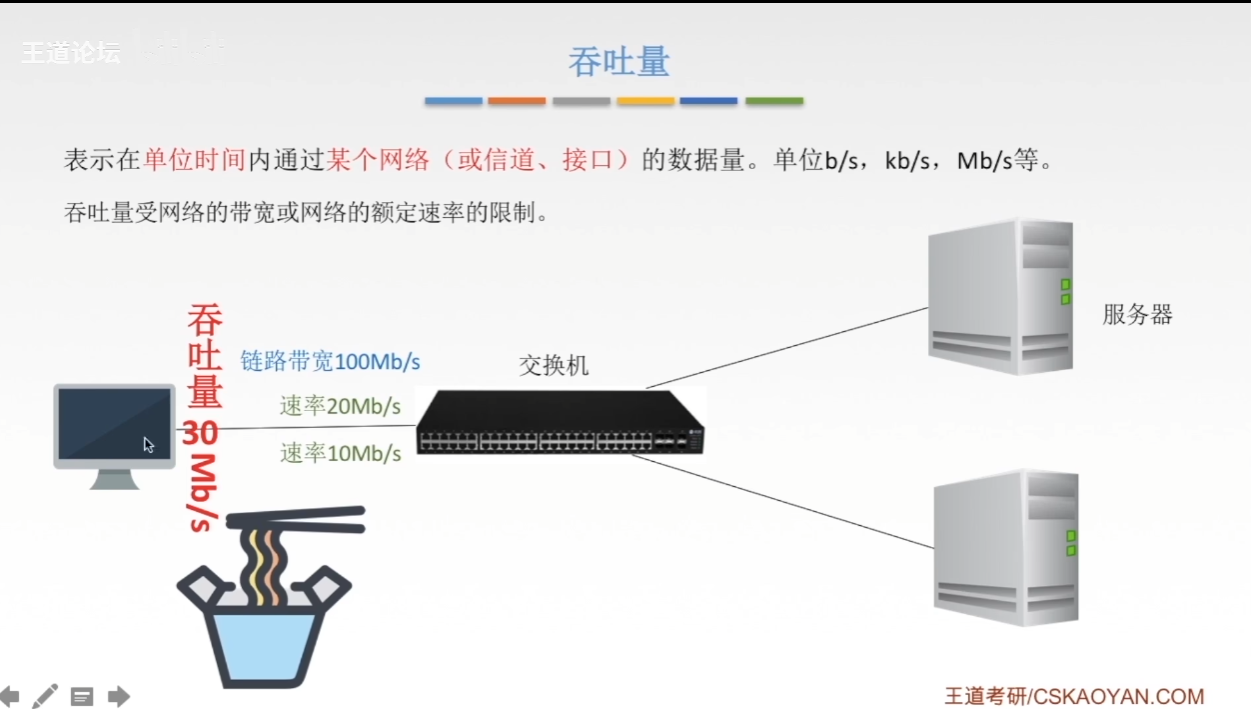 王道论坛
吞吐量
表示在单位时间内通过某个网络（或信道、接口）的数据量。单位b/s，kb/s，Mb/s等。
吞吐量受网络的带宽或网络的额定速率的限制。
服务器
吞吐量30Mb/s
链路带宽100Mb/s
交换机
速率20Mb/s
速率10Mb/s
王道考研/CSKAOYAN.COM